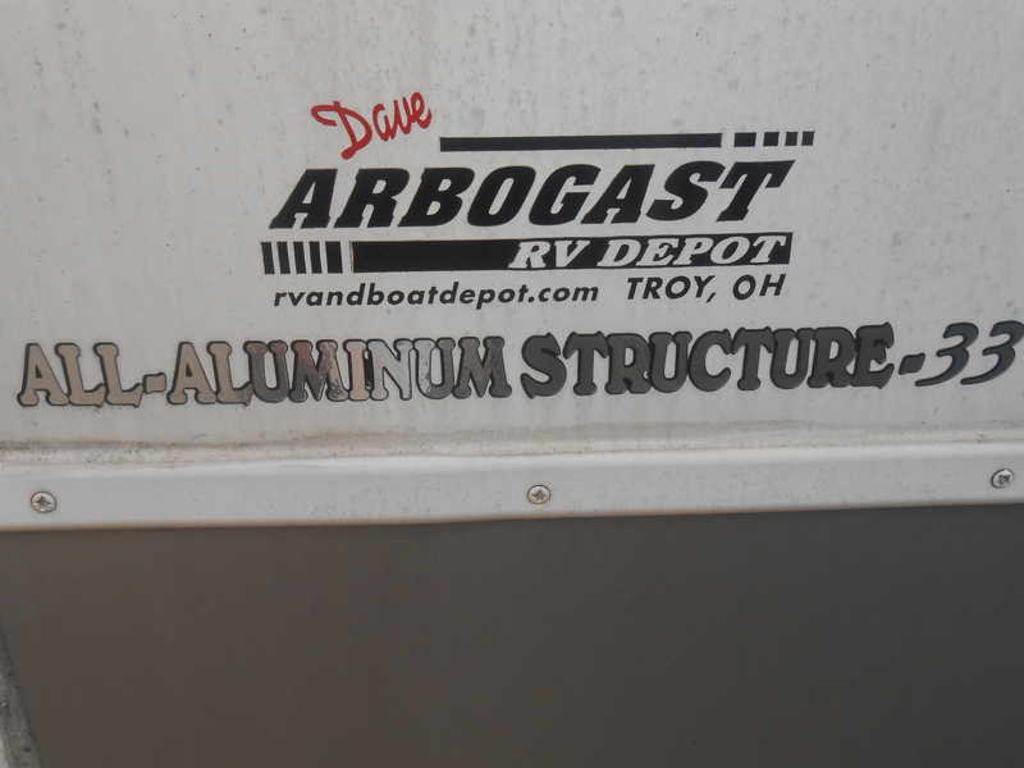 Dave
ARBOGAST
RV DEPOT
rvandboatdepot.com TROY, OH
ALL-ALUMINUM STRUCTURE-33